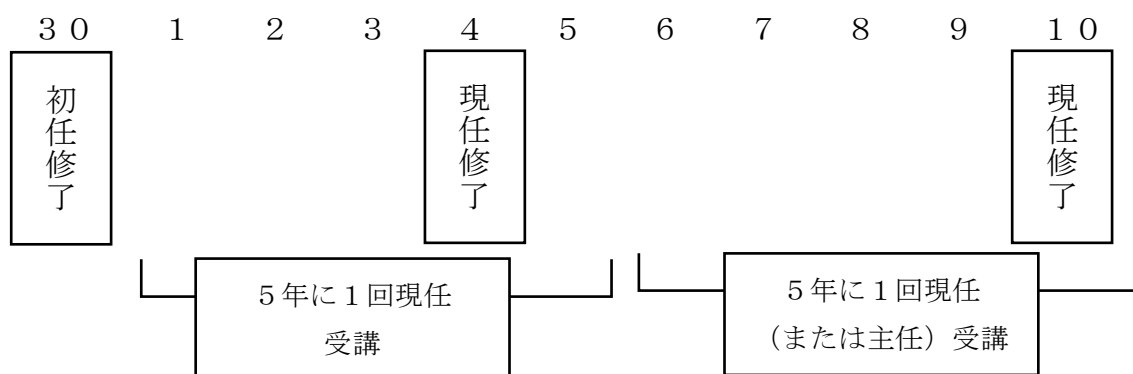 ３０ １ ２ ３ ４ ５ ６ ７ ８ ９ １０
初任修了
現任修了
現任修了
５年に１回現任
受講
５年に１回現任
（または主任）受講